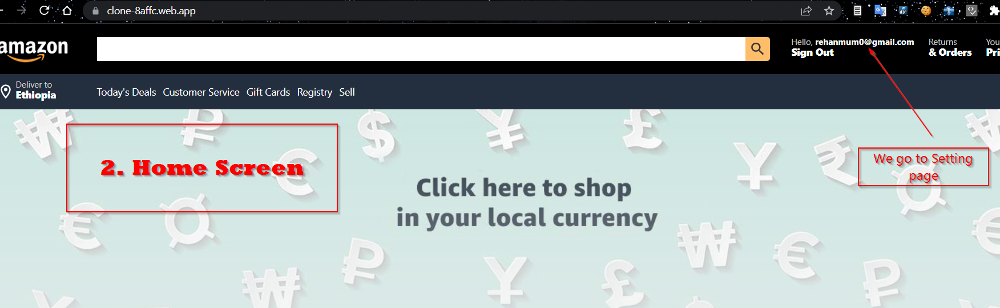 clone-8affc.web.app
amazon
Hello, rehanmum0@gmail.com
Sign Out
Returns
& Orders
You
Pri
Deliver to
Ethiopia
Today's Deals Customer Service Gift Cards Registry Sell
2. Home Screen
We go to Setting
page
Click here to shop
in your local currency